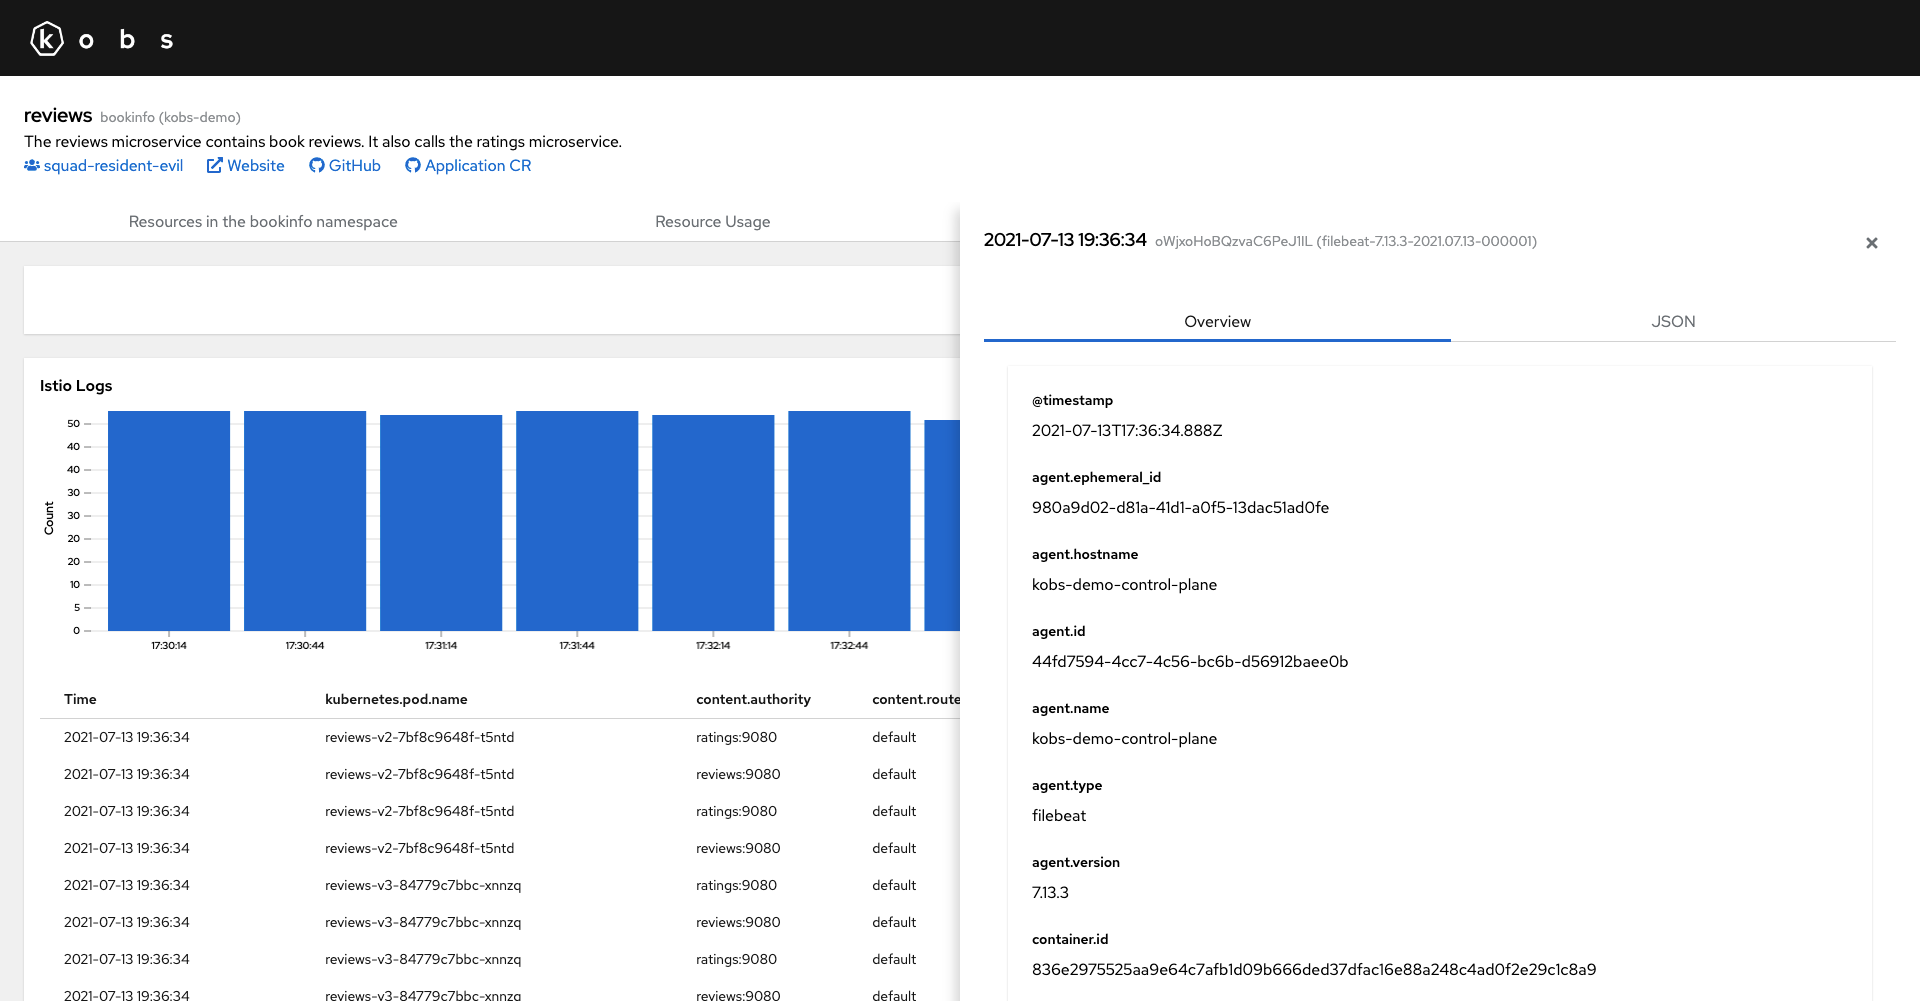 kobs
reviews bookinfo (kobs-demo)
The reviews microservice contains book reviews. It also calls the ratings microservice.
squad-resident-evil Website GitHub Application CR
Resources in the bookinfo namespace Resource Usage
Istio Logs
Count
50
40
40
30
30
20
20
10
5
0
17:30:14 17:30:44 17:31:14 17:31:44 17:32:14 17:32:44
Time kubernetes.pod.name content.authority content.route
2021-07-13 19:36:34 reviews-v2-7bf8c9648f-t5ntd ratings:9080 default
2021-07-13 19:36:34 reviews-v2-7bf8c9648f-t5ntd reviews:9080 default
2021-07-13 19:36:34 reviews-v2-7bf8c9648f-t5ntd ratings:9080 default
2021-07-13 19:36:34 reviews-v2-7bf8c9648f-t5ntd reviews:9080 default
2021-07-13 19:36:34 reviews-v3-84779c7bbc-xnnzq ratings:9080 default
2021-07-13 19:36:34 reviews-v3-84779c7bbc-xnnzq reviews:9080 default
2021-07-13 19:36:34 reviews-v3-84779c7bbc-xnnzq ratings:9080 default
2021-07-13 19:36:34 reviews-v3-84779c7bbc-xnnzq reviews:9080 default
2021-07-13 19:36:34 oWjxoHoBQzvaC6PeJ1lL (filebeat-7.13.3-2021.07.13-000001)
Overview JSON
@timestamp
2021-07-13T17:36:34.888Z
agent.ephemeral_id
980a9d02-d81a-41d1-a0f5-13dac51ad0fe
agent.hostname
kobs-demo-control-plane
agent.id
44fd7594-4cc7-4c56-bc6b-d56912baee0b
agent.name
kobs-demo-control-plane
agent.type
filebeat
agent.version
7.13.3
container.id
836e2975525aa9e64c7afb1d09b666ded37dfac16e88a248c4ad0f2e29c1c8a9